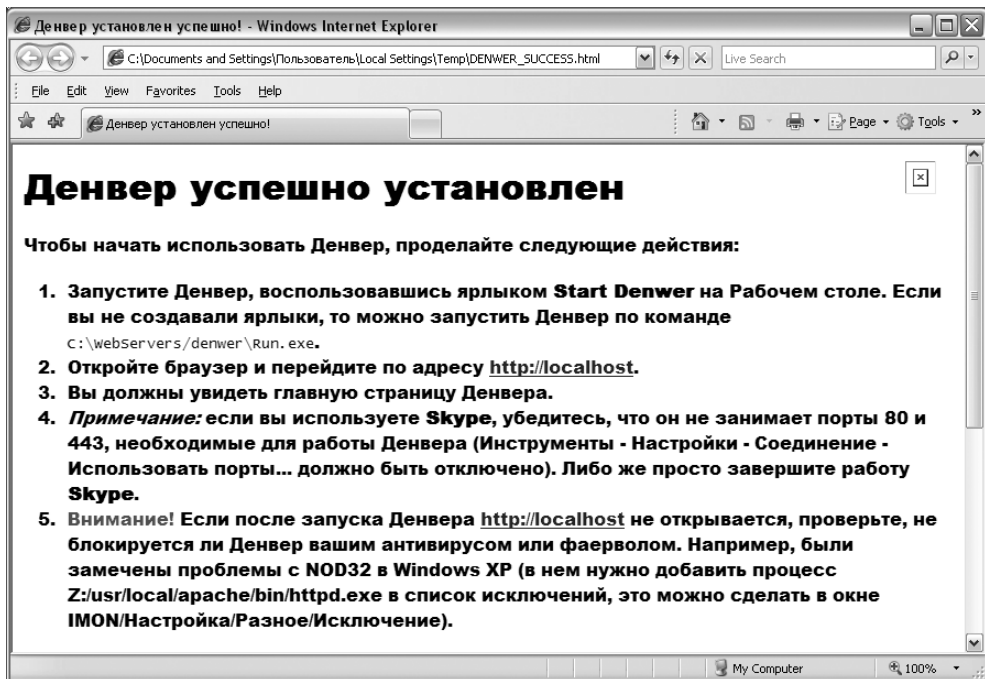 Денвер установлен успешно! - Windows Internet Explorer
C:\Documents and Settings\Пользователь\Local Settings\Temp\DENWER_SUCCESS.html
Live Search
File Edit View Favorites Tools Help
Денвер установлен успешно!
Page Tools
Денвер успешно установлен
Чтобы начать использовать Денвер, проделайте следующие действия:
1. Запустите Денвер, воспользовавшись ярлыком Start Denwer на Рабочем столе. Если
вы не создавали ярлыки, то можно запустить Денвер по команде
C:\WebServers/denwer\Run.exe.
2. Откройте браузер и перейдите по адресу http://localhost.
3. Вы должны увидеть главную страницу Денвера.
4. Примечание: если вы используете Skype, убедитесь, что он не занимает порты 80 и
443, необходимые для работы Денвера (Инструменты - Настройки - Соединение -
Использовать порты... должно быть отключено). Либо же просто завершите работу
Skype.
5. Внимание! Если после запуска Денвера http://localhost не открывается, проверьте, не
блокируется ли Денвер вашим антивирусом или фаерволом. Например, были
замечены проблемы с NOD32 в Windows XP (в нем нужно добавить процесс
Z:/usr/local/apache/bin/httpd.exe в список исключений, это можно сделать в окне
IMON/Настройка/Разное/Исключение).
My Computer
100%